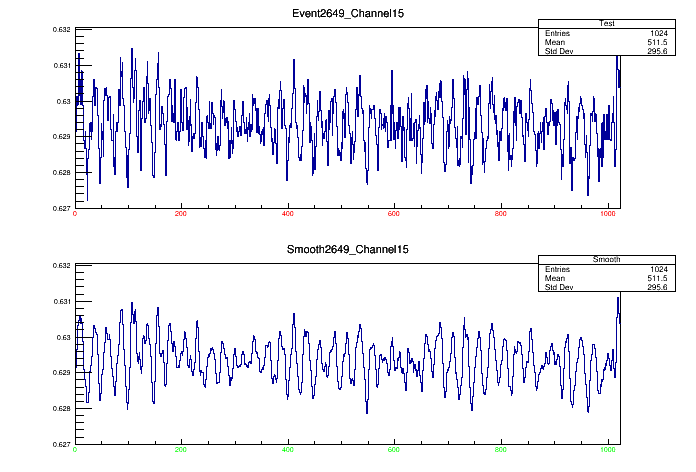 Event2649_Channel15
Test
Entries 1024
Mean 511.5
Std Dev 295.6
0.632
0.631
0.63
0.629
0.628
0.627
0 200 400 600 800 1000
Smooth2649_Channel15
Smooth
Entries 1024
Mean 511.5
Std Dev 295.6
0.632
0.631
0.63
0.629
0.628
0.627
0 200 400 600 800 1000